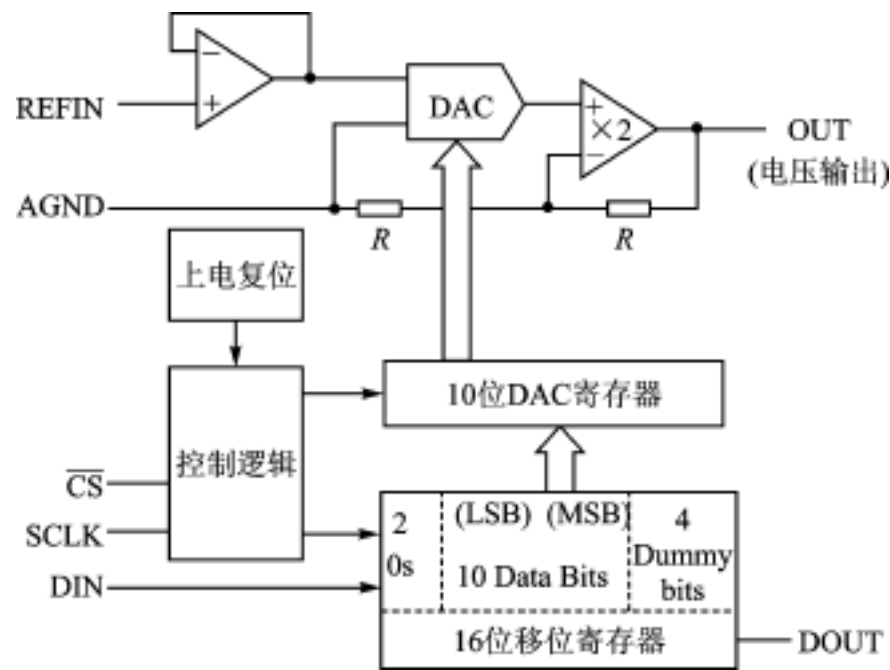 REFIN
−
+
DAC
+
×2
−
OUT
(电压输出)
AGND
R
R
上电复位
10位DAC寄存器
控制逻辑
CS
SCLK
DIN
2
0s
(LSB) (MSB)
10 Data Bits
4
Dummy
bits
16位移位寄存器
DOUT